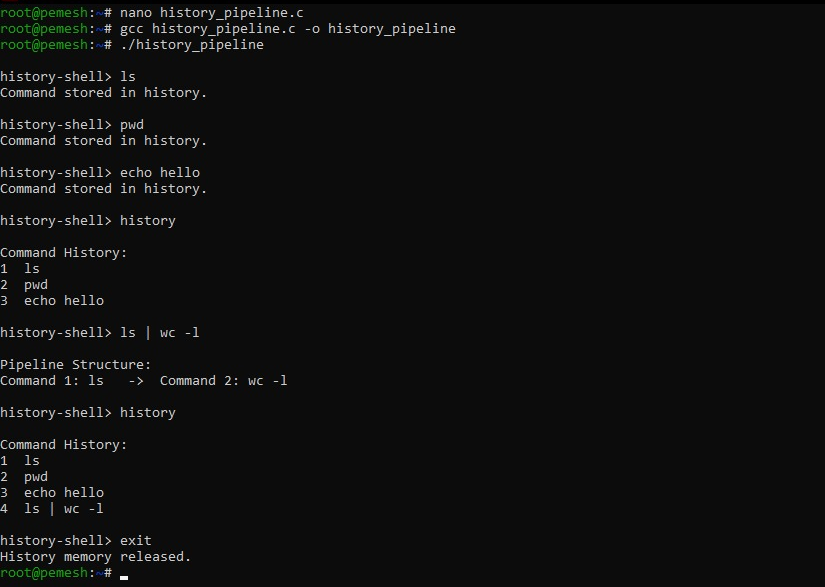 root@pemesh:~# nano history_pipeline.c
root@pemesh:~# gcc history_pipeline.c -o history_pipeline
root@pemesh:~# ./history_pipeline
history-shell> ls
Command stored in history.
history-shell> pwd
Command stored in history.
history-shell> echo hello
Command stored in history.
history-shell> history
Command History:
1  ls
2  pwd
3  echo hello
history-shell> ls | wc -l
Pipeline Structure:
Command 1: ls   ->  Command 2: wc -l
history-shell> history
Command History:
1  ls
2  pwd
3  echo hello
4  ls | wc -l
history-shell> exit
History memory released.
root@pemesh:~#